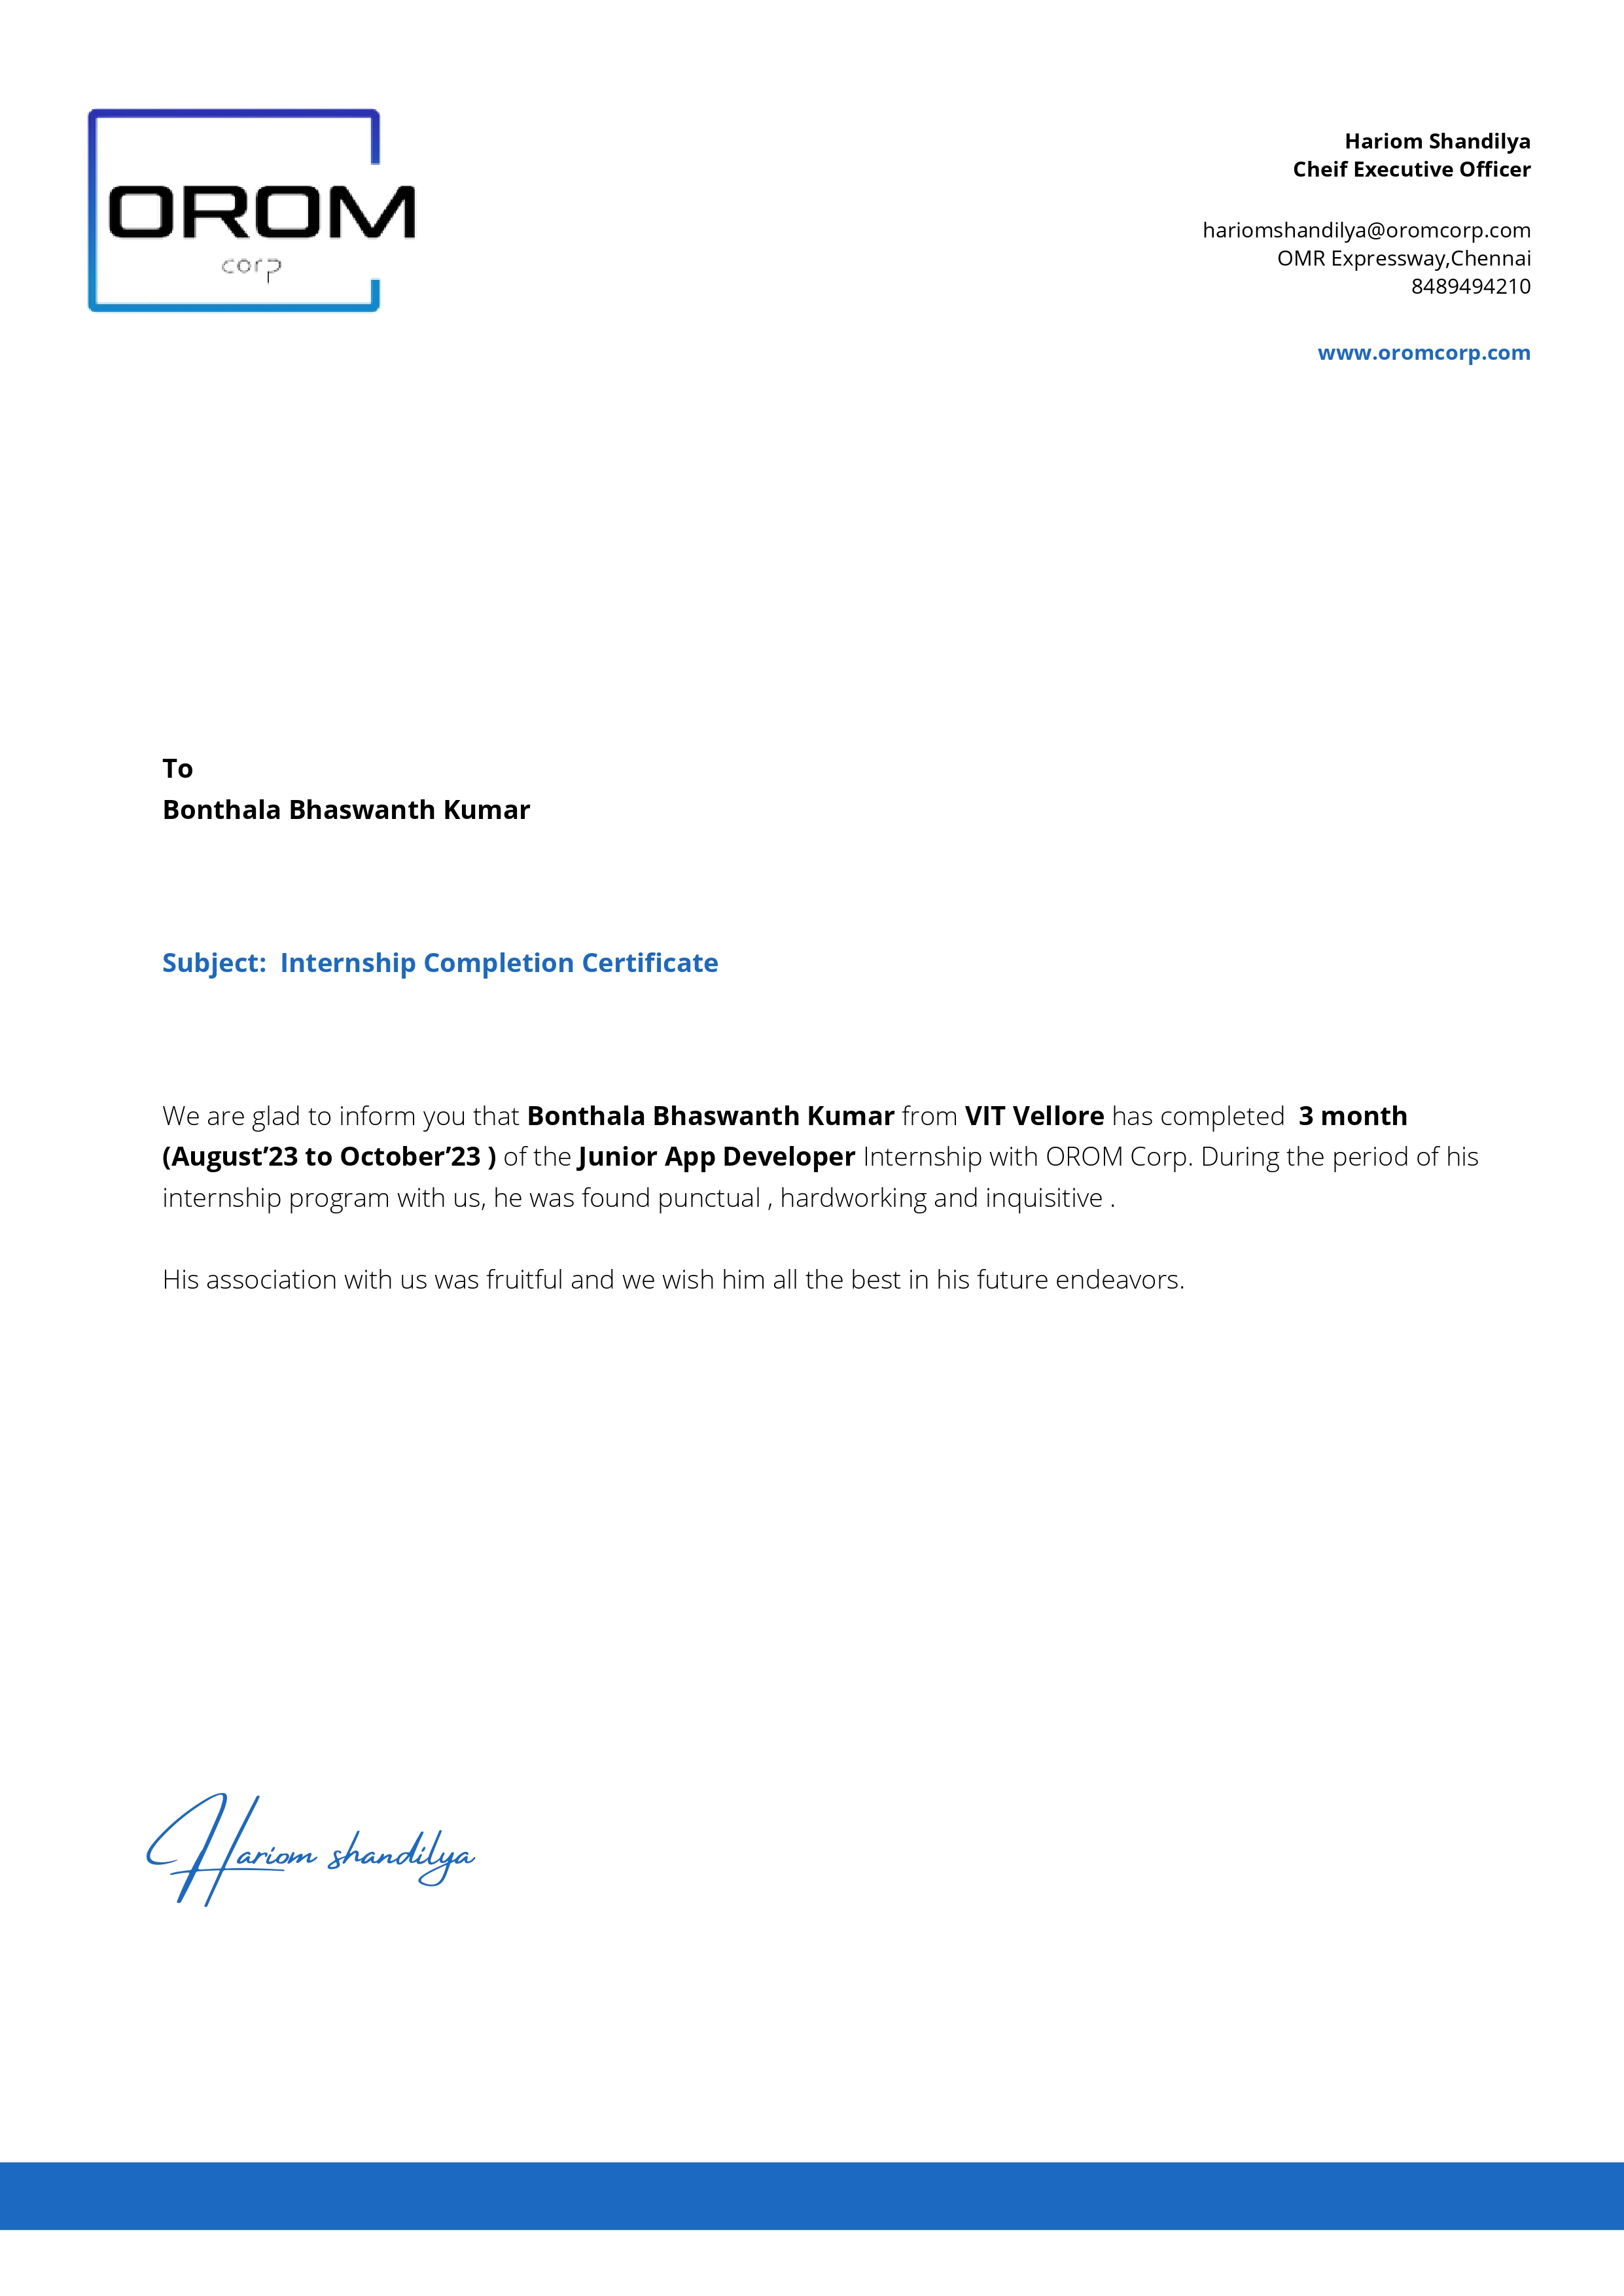 OROM
corp
Hariom Shandilya
Cheif Executive Officer
hariomshandilya@oromcorp.com
OMR Expressway,Chennai
8489494210
www.oromcorp.com
To
Bonthala Bhaswanth Kumar
Subject:  Internship Completion Certificate
We are glad to inform you that Bonthala Bhaswanth Kumar from VIT Vellore has completed  3 month
(August’23 to October’23 ) of the Junior App Developer Internship with OROM Corp. During the period of his
internship program with us, he was found punctual , hardworking and inquisitive .
His association with us was fruitful and we wish him all the best in his future endeavors.
Hariom shandilya